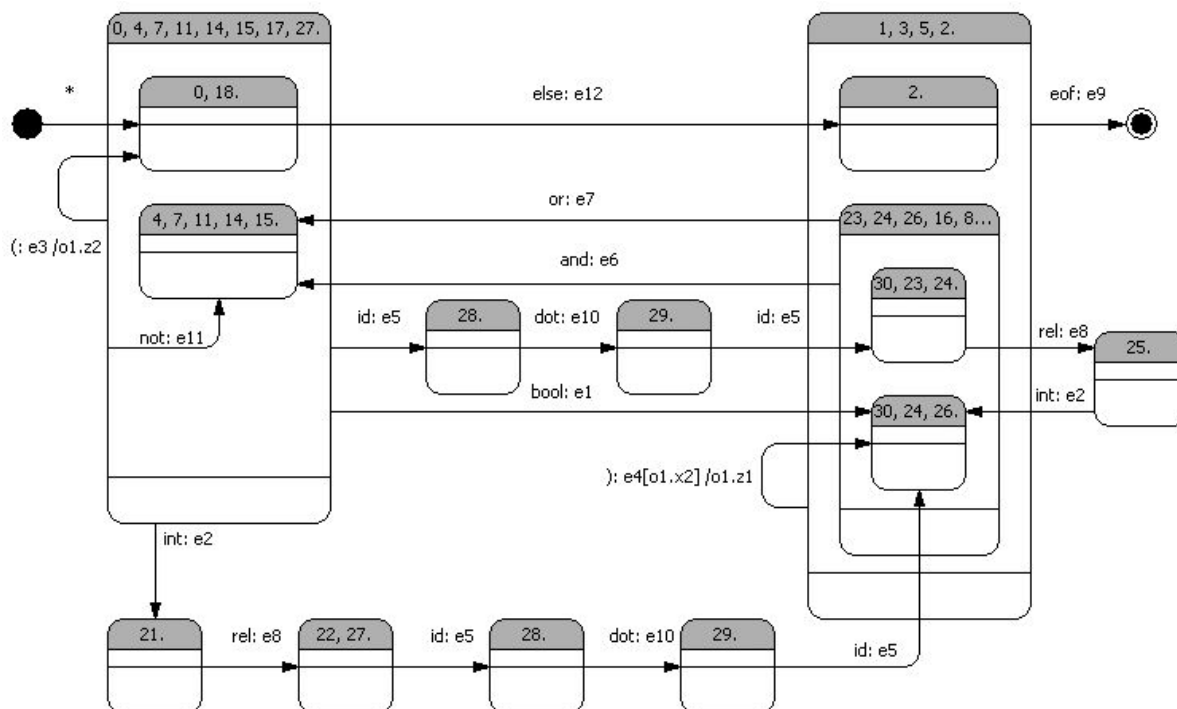 0, 4, 7, 11, 14, 15, 17, 27.
1, 3, 5, 2.
*
0, 18.
else: e12
2.
eof: e9
or: e7
4, 7, 11, 14, 15.
23, 24, 26, 16, 8...
(: e3 /o1.z2
and: e6
30, 23, 24.
not: e11
id: e5
28.
dot: e10
29.
id: e5
rel: e8
25.
bool: e1
30, 24, 26.
int: e2
): e4[o1.x2] /o1.z1
int: e2
21.
rel: e8
22, 27.
id: e5
28.
dot: e10
29.
id: e5